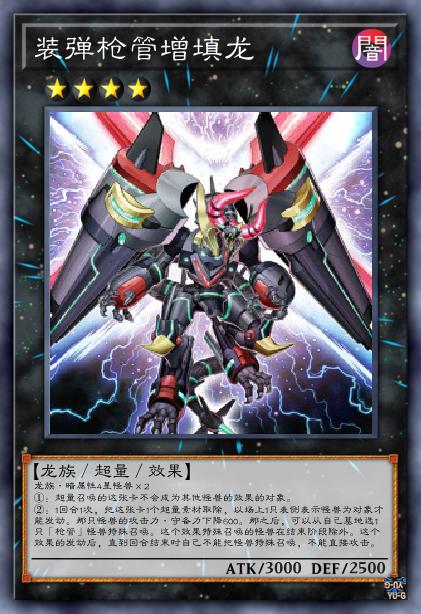 装弹枪管增填龙
闇
【龙族／超量／效果】
龙族·暗属性4星怪兽×2
①：超量召唤的这张卡不会成为其他怪兽的效果的对象。
②：1回合1次，把这张卡1个超量素材取除，以场上1只表侧表示怪兽为对象才
能发动。那只怪兽的攻击力·守备力下降600。那之后，可以从自己墓地选1
只「枪管」怪兽特殊召唤。这个效果特殊召唤的怪兽在结束阶段除外。这个
效果的发动后，直到回合结束时自己不能把怪兽特殊召唤，不能直接攻击。
ATK/3000 DEF/2500
YU-G